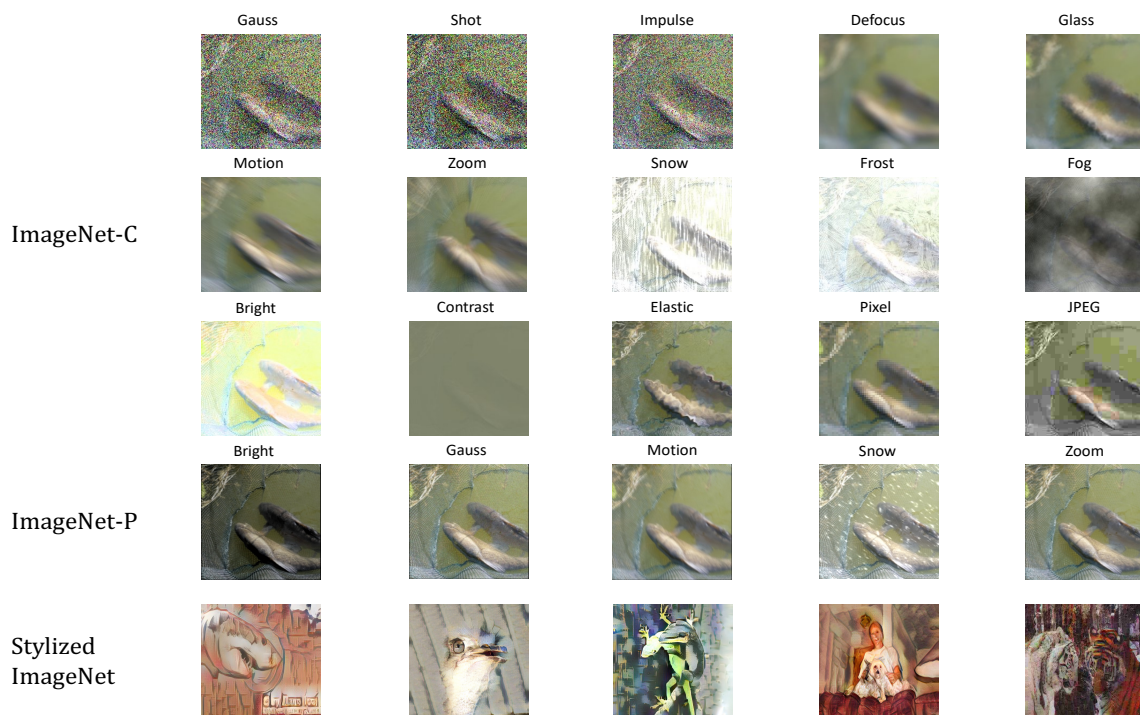 Gauss Shot Impulse Defocus Glass
Motion Zoom Snow Frost Fog
ImageNet-C
Bright Contrast Elastic Pixel JPEG
Bright Gauss Motion Snow Zoom
ImageNet-P
Stylized
ImageNet